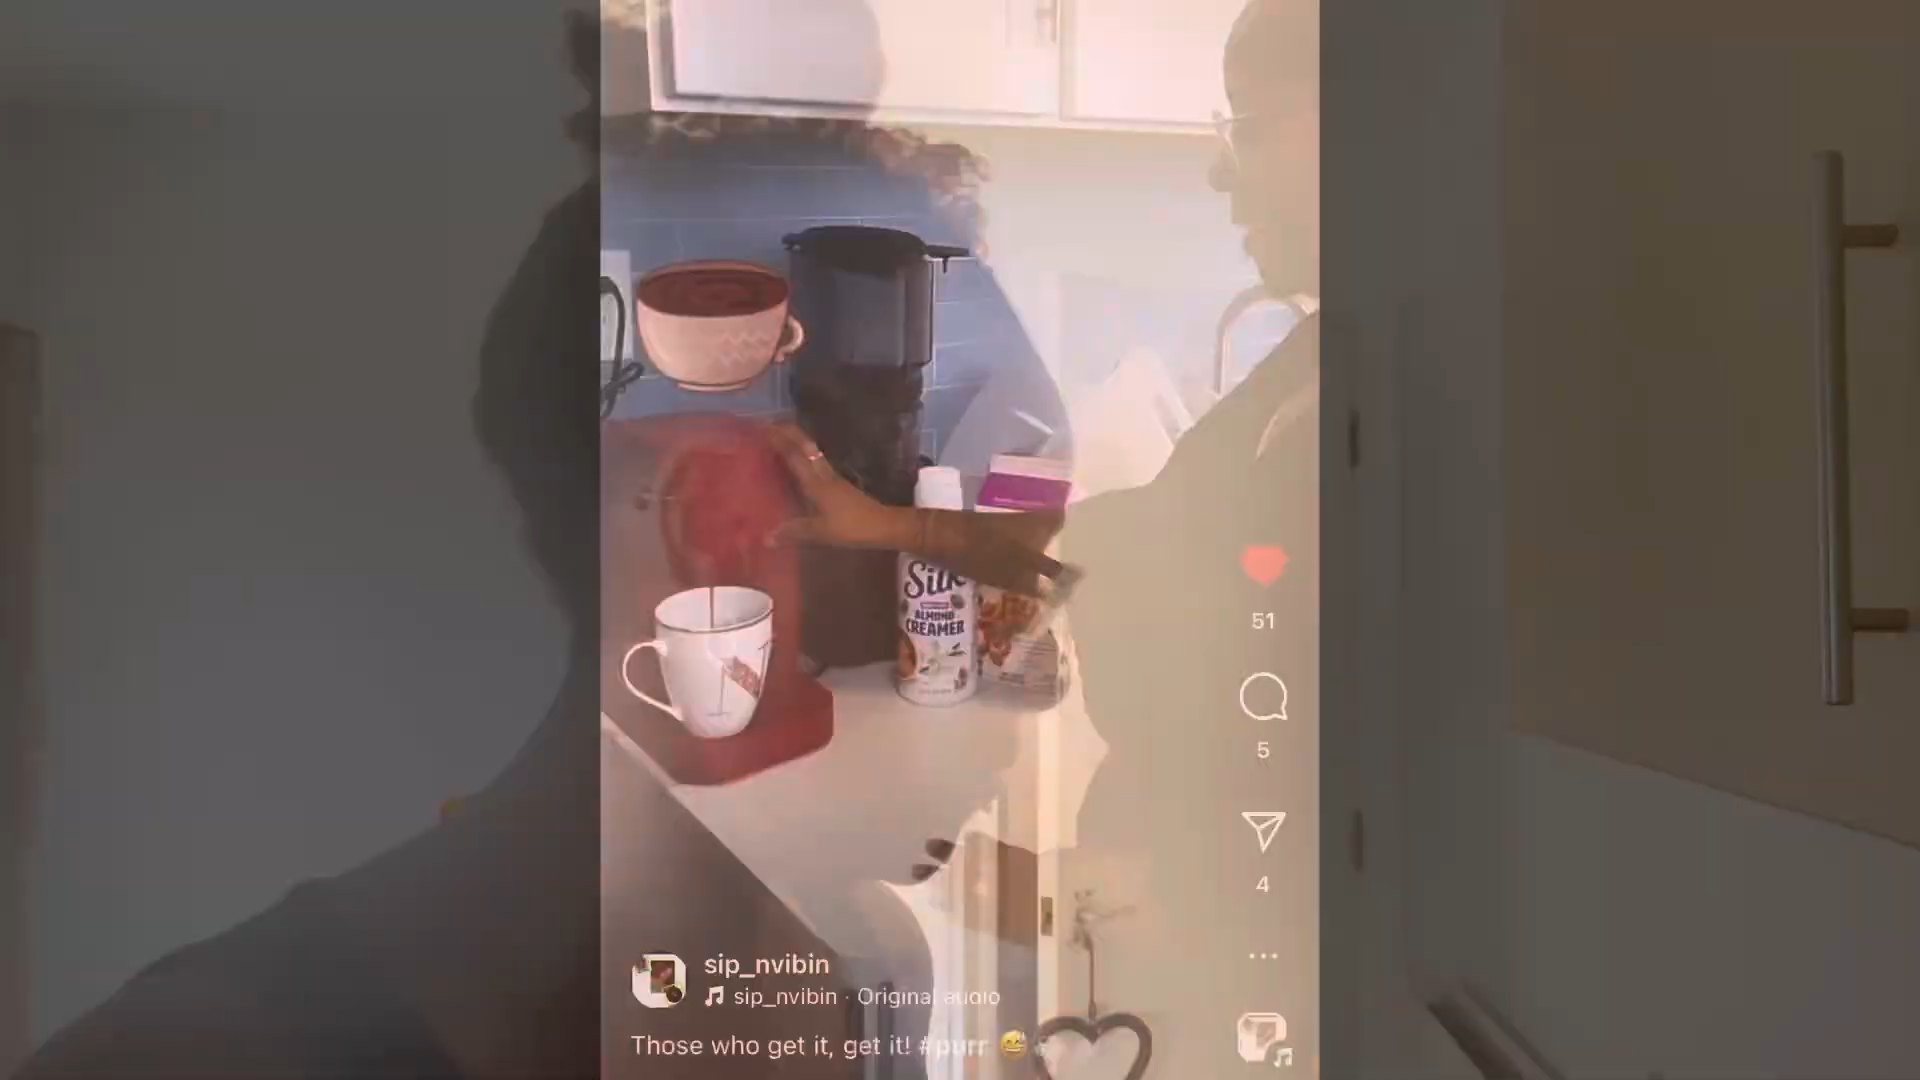 Silk
ALMOND
CREAMER
51
5
4
sip_nvibin
sip_nvibin · Original audio
Those who get it, get it! #purr 😅